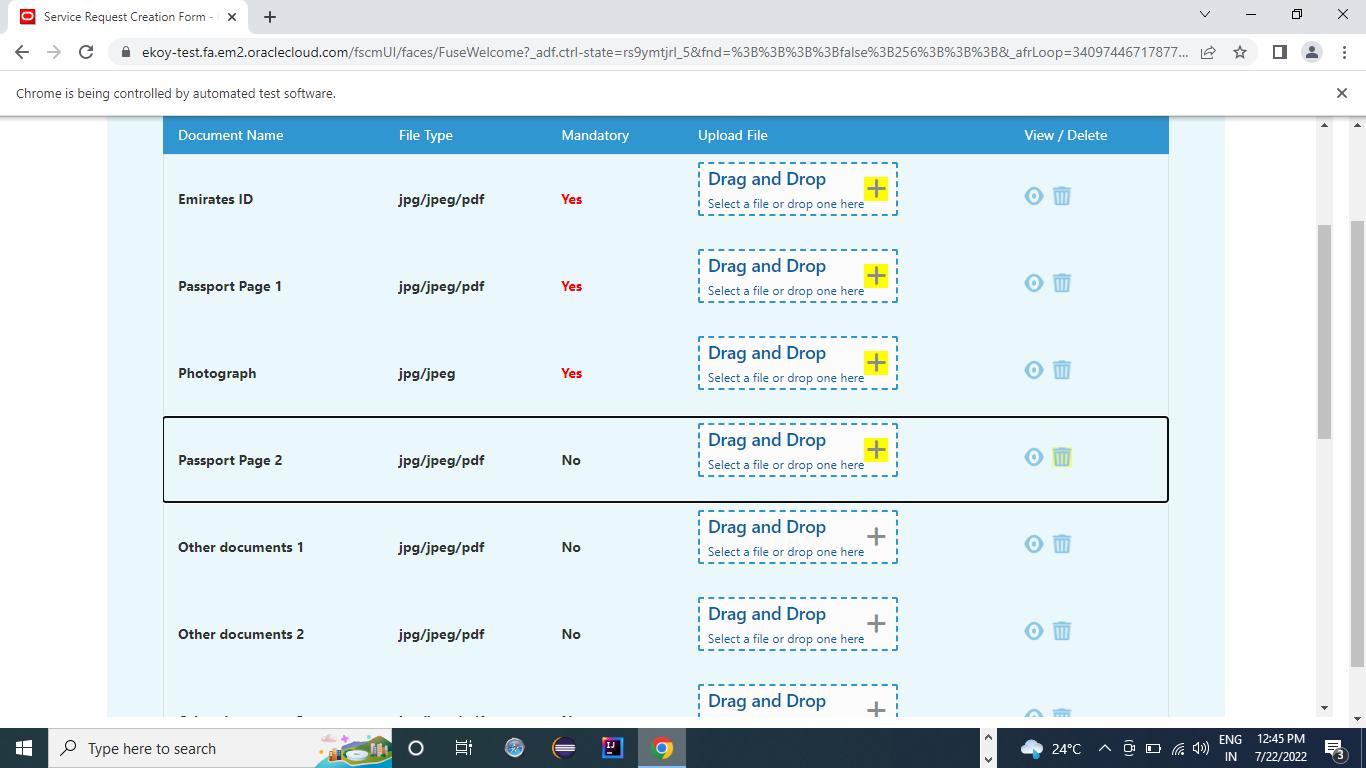 Service Request Creation Form -
ekoy-test.fa.em2.oraclecloud.com/fscmUI/faces/FuseWelcome?_adf.ctrl-state=rs9ymtjrl_5&fnd=%3B%3B%3B%3Bfalse%3B256%3B%3B%3B&_afrLoop=34097446717877...
Chrome is being controlled by automated test software.
Document Name File Type Mandatory Upload File View / Delete
Drag and Drop
Emirates ID jpg/jpeg/pdf Yes
Select a file or drop one here
Drag and Drop
Passport Page 1 jpg/jpeg/pdf Yes
Select a file or drop one here
Drag and Drop
Photograph jpg/jpeg Yes
Select a file or drop one here
Drag and Drop
Passport Page 2 jpg/jpeg/pdf No
Select a file or drop one here
Drag and Drop
Other documents 1 jpg/jpeg/pdf No
Select a file or drop one here
Drag and Drop
Other documents 2 jpg/jpeg/pdf No
Select a file or drop one here
Drag and Drop
Type here to search
24°C
ENG
IN
12:45 PM
7/22/2022
3